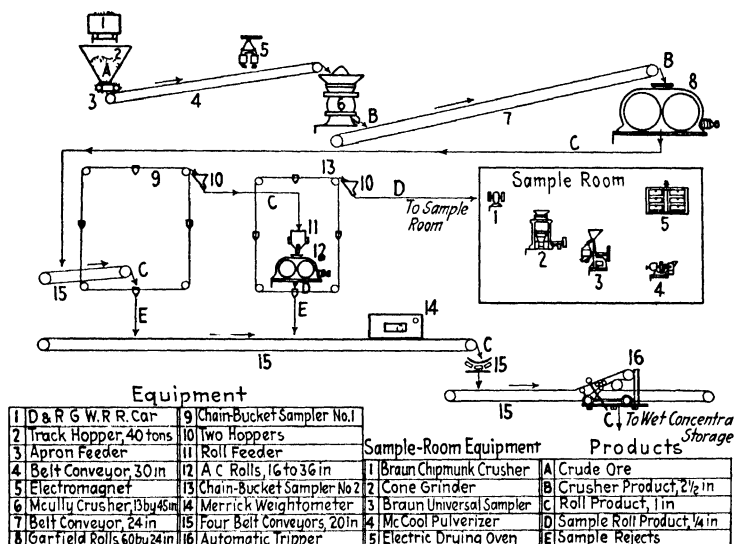 1
2
A
3
4
5
6
B
7
B
8
C
9
10
C
13
10
D
To Sample
Room
11
12
D
Sample Room
1
2
3
4
5
15
C
E
E
14
15
C
15
15
16
C
To Wet Concentra
Storage
Equipment
1 D & R G W. R R. Car
2 Track Hopper, 40 tons
3 Apron Feeder
4 Belt Conveyor, 30 in
5 Electromagnet
6 Mcully Crusher, 13 by 45 in
7 Belt Conveyor, 24 in
8 Garfield Rolls 60 by 24 in
9 Chain-Bucket Sampler No. 1
10 Two Hoppers
11 Roll Feeder
12 A C Rolls, 16 to 36 in
13 Chain-Bucket Sampler No 2
14 Merrick Weightometer
15 Four Belt Conveyors, 20 in
16 Automatic Tripper
Sample-Room Equipment
1 Braun Chipmunk Crusher
2 Cone Grinder
3 Braun Universal Sampler
4 McCool Pulverizer
5 Electric Drying Oven
Products
A Crude Ore
B Crusher Product, 2½ in
C Roll Product, 1 in
D Sample Roll Product, ¼ in
E Sample Rejects